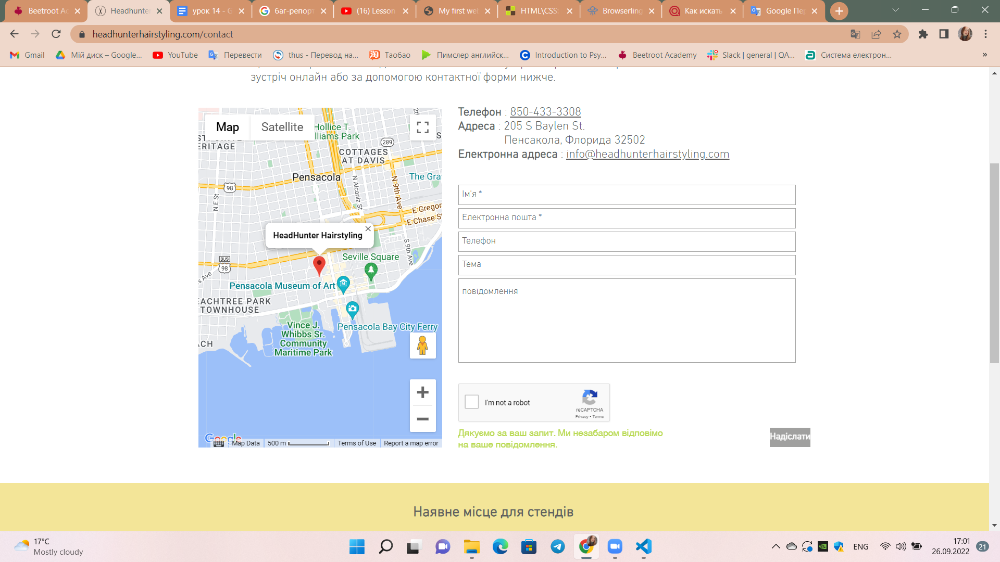 Beetroot Ac
Headhunter
урок 14 - G
баг-репорт
(16) Lesson
My first web
HTML\CSS:
Browserling
Как искать
Google Пер
headhunterhairstyling.com/contact
Gmail
Мій диск – Google...
YouTube
Перевести
thus - Перевод на...
Таобао
Пимслер английск...
Introduction to Psy...
Beetroot Academy
Slack | general | QA...
Система електрон...
»
зустріч онлайн або за допомогою контактної форми нижче.
Map
Satellite
Hollice T.
lliams Park
ERITAGE
289
COTTAGES
AT DAVIS
Pensacola
The Gra
98
N E St
N Alcaniz St
N 9th Ave
E Gregor
E Chase S
HeadHunter Hairstyling
S 9th Ave
Seville Square
BUS
98
s Ave
Pensacola Museum of Art
EACHTREE PARK
TOWNHOUSE
Pensacola Bay City Ferry
Vince J.
Whibbs Sr.
Community
Maritime Park
ACH
Google
Map Data
500 m
Terms of Use
Report a map error
Телефон : 850-433-3308
Адреса : 205 S Baylen St.
Пенсакола, Флорида 32502
Електронна адреса : info@headhunterhairstyling.com
Ім'я *
Електронна пошта *
Телефон
Тема
повідомлення
I'm not a robot
reCAPTCHA
Privacy - Terms
Дякуємо за ваш запит. Ми незабаром відповімо
на ваше повідомлення.
Надіслати
Наявне місце для стендів
17°C
Mostly cloudy
ENG
17:01
26.09.2022
21